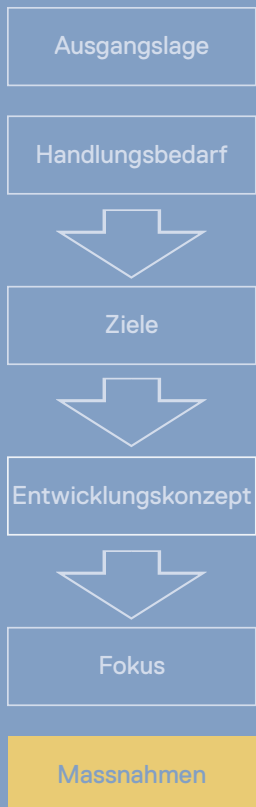 Ausgangslage
Handlungsbedarf
Ziele
Entwicklungskonzept
Fokus
Massnahmen